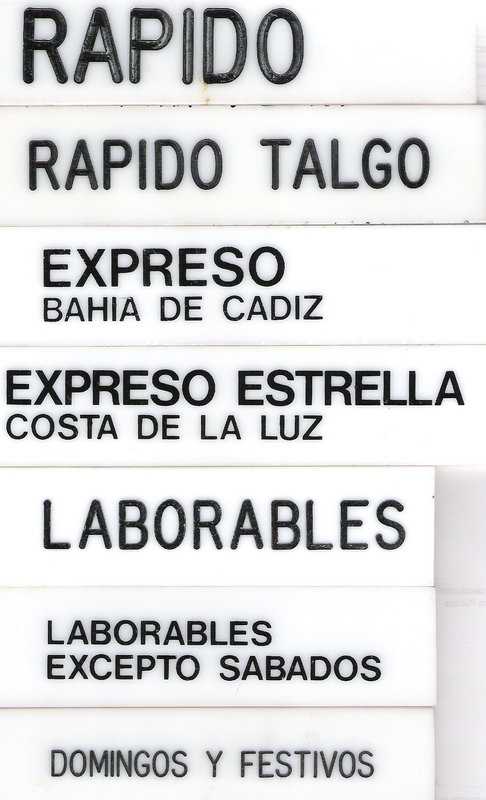 RAPIDO
RAPIDO TALGO
EXPRESO
BAHIA DE CADIZ
EXPRESO ESTRELLA
COSTA DE LA LUZ
LABORABLES
LABORABLES
EXCEPTO SABADOS
DOMINGOS Y FESTIVOS